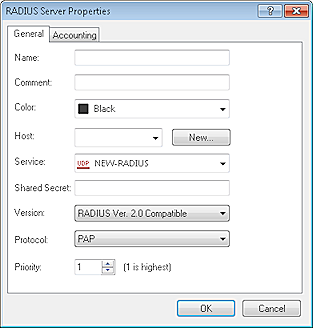 RADIUS Server Properties
General Accounting
Name:
Comment:
Color: Black
Host: New...
Service: UDP NEW-RADIUS
Shared Secret:
Version: RADIUS Ver. 2.0 Compatible
Protocol: PAP
Priority: 1 (1 is highest)
OK Cancel